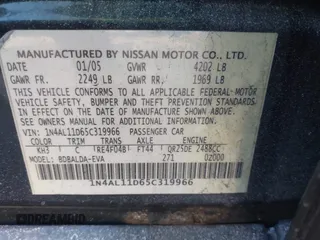 MANUFACTURED BY NISSAN MOTOR CO., LTD.
DATE 01/05 GVWR 4202 LB
GAWR FR. 2249 LB GAWR RR. 1969 LB
THIS VEHICLE CONFORMS TO ALL APPLICABLE FEDERAL MOTOR
VEHICLE SAFETY, BUMPER, AND THEFT PREVENTION STANDARDS
IN EFFECT ON THE DATE OF MANUFACTURE SHOWN ABOVE.
SEE OWNERS MANUAL FOR ADDITIONAL INFORMATION
1N4AL11D65C319966 PASSENGER CAR
COLOR TRIM TRANS AXLE ENGINE
KH3 C RE4F04B FT44 QR25DE 2488CC
MODEL BDBALDA-EVA 271 02000
1N4AL11D65C319966